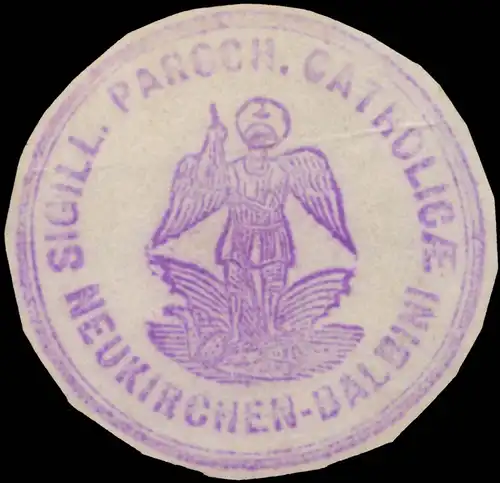 SIGILL. PAROCH. CATHOLICÆ
NEUKIRCHEN-BALBINI